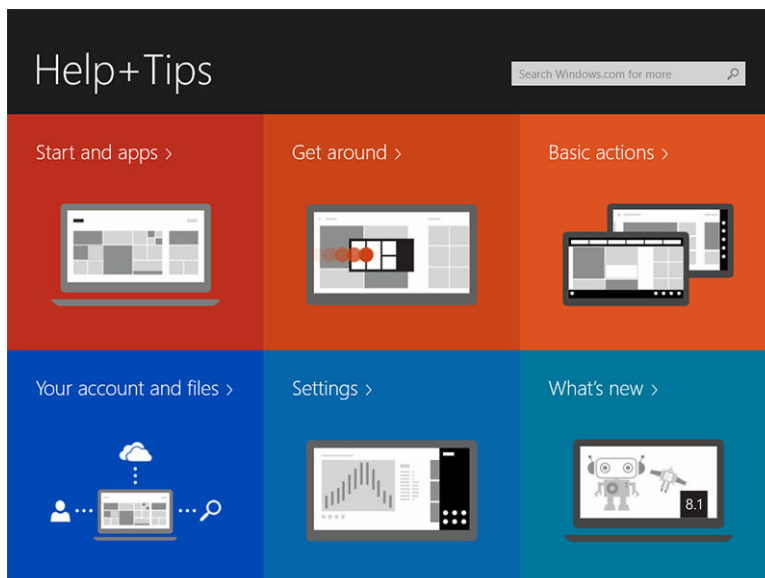 Help+Tips
Search Windows.com for more
Start and apps >
Get around >
Basic actions >
Your account and files >
Settings >
What's new >
8.1